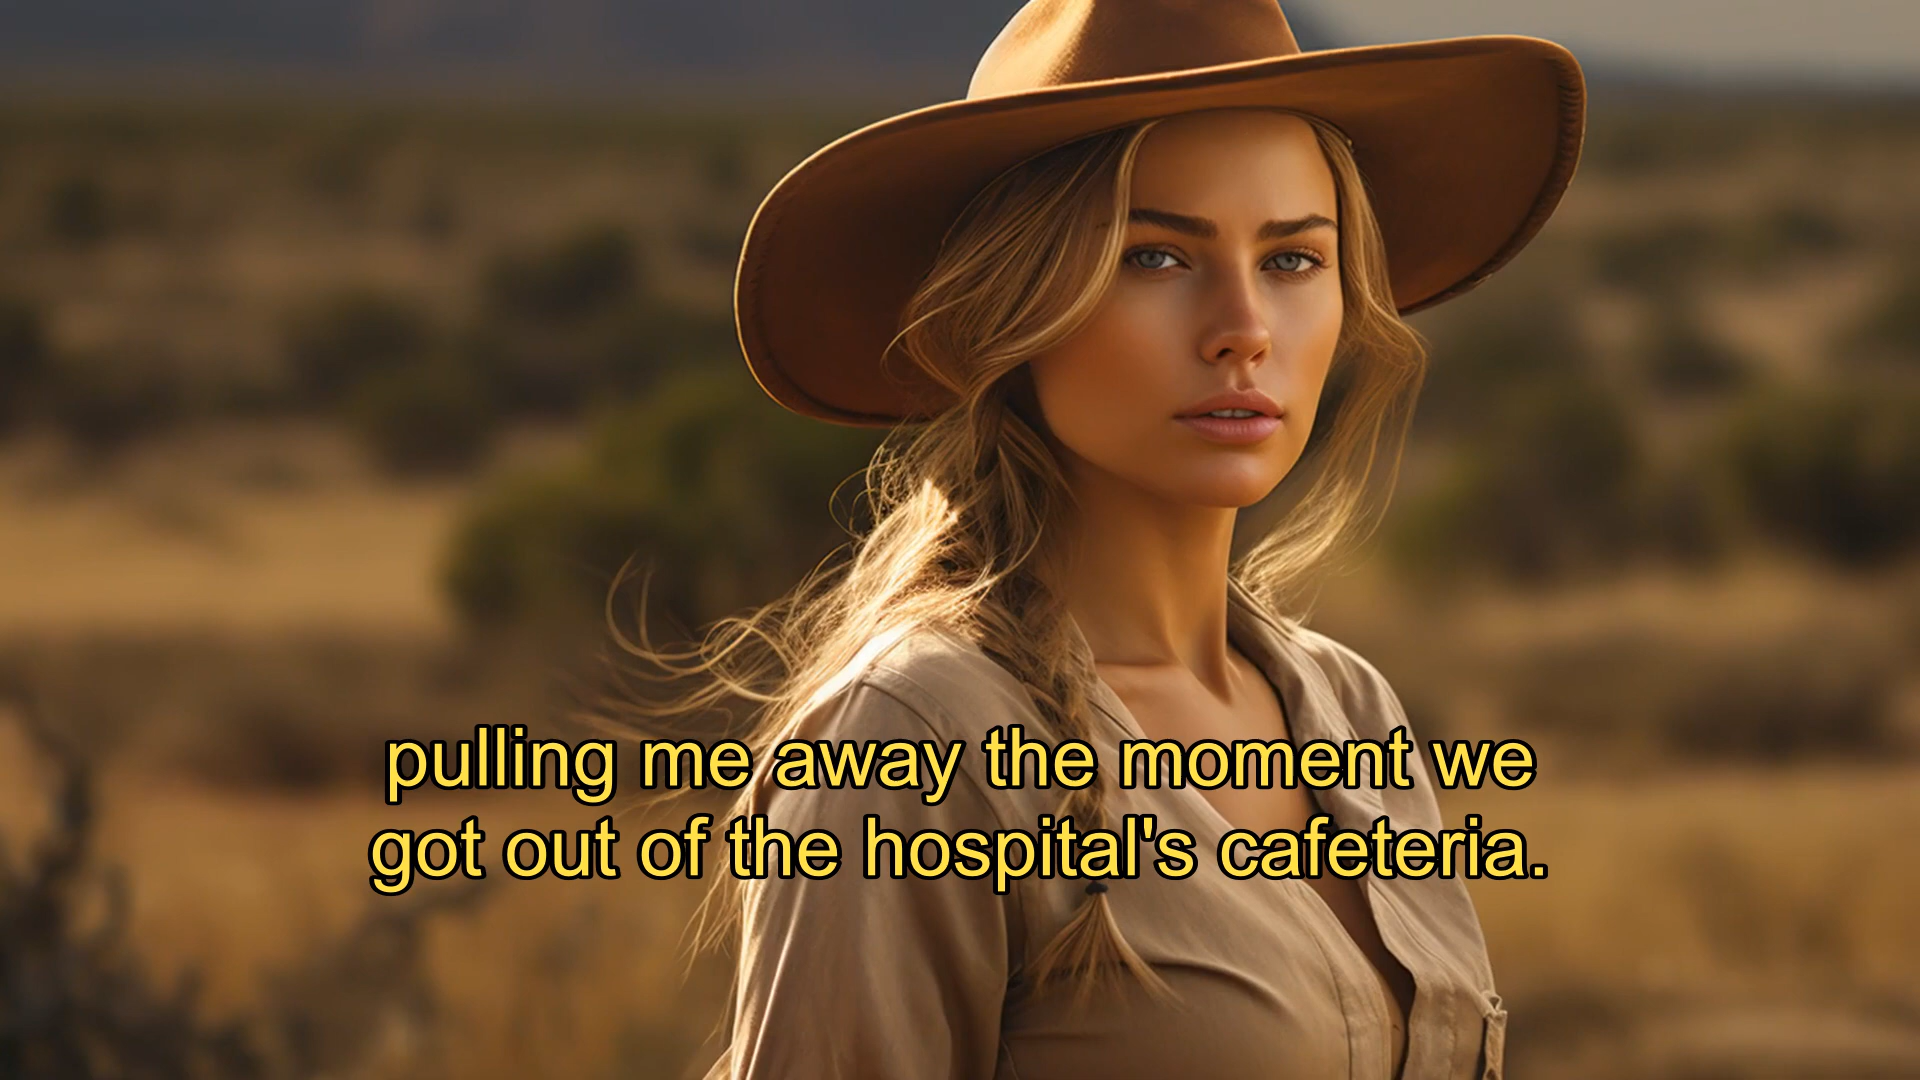 pulling me away the moment we
got out of the hospital's cafeteria.